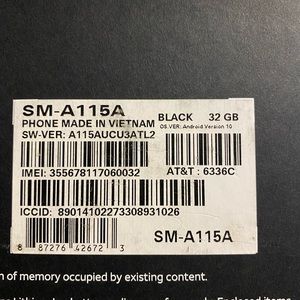 SM-A115A
PHONE MADE IN VIETNAM
BLACK 32 GB
SW-VER: A115AUCU3ATL2
OS.VER: Android Version 10
IMEI: 355678117060032
AT&T : 6336C
ICCID: 89014102273308931026
8 87276 42672 3
SM-A115A
n of memory occupied by existing content.